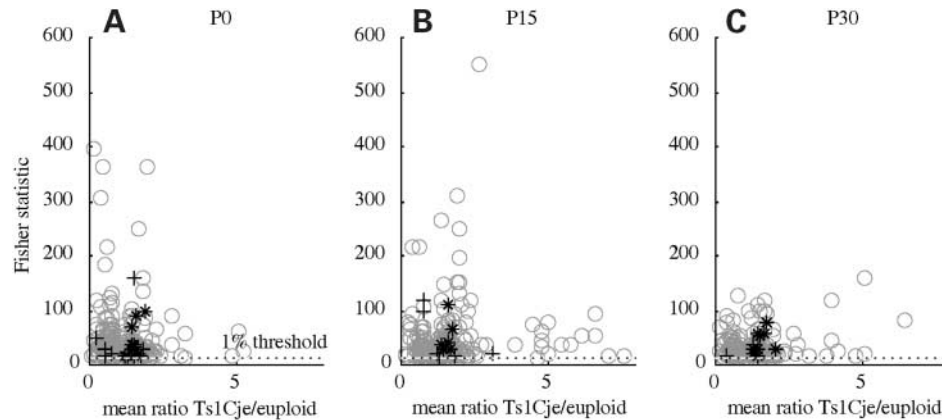 A P0 B P15 C P30
600 600 600
500 500 500
400 400 400
300 300 300
200 200 200
100 100 100
0 0 0
Fisher statistic
1% threshold
0 5 0 5 0 5
mean ratio Ts1Cje/euploid mean ratio Ts1Cje/euploid mean ratio Ts1Cje/euploid